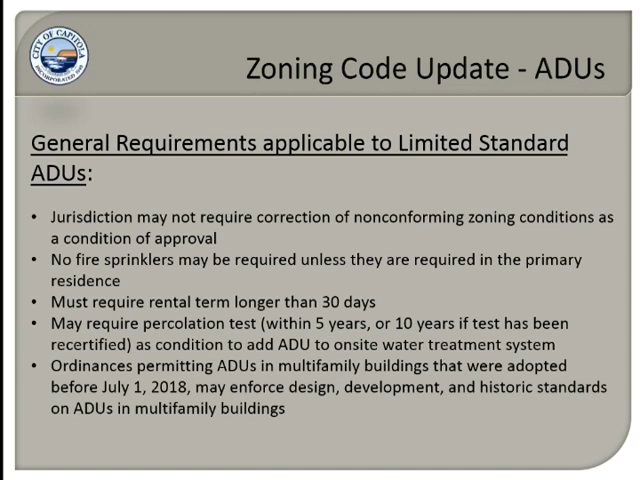 CITY OF CAPITOLA
INCORPORATED 1949
Zoning Code Update - ADUs
General Requirements applicable to Limited Standard
ADUs:
• Jurisdiction may not require correction of nonconforming zoning conditions as
a condition of approval
• No fire sprinklers may be required unless they are required in the primary
residence
• Must require rental term longer than 30 days
• May require percolation test (within 5 years, or 10 years if test has been
recertified) as condition to add ADU to onsite water treatment system
• Ordinances permitting ADUs in multifamily buildings that were adopted
before July 1, 2018, may enforce design, development, and historic standards
on ADUs in multifamily buildings